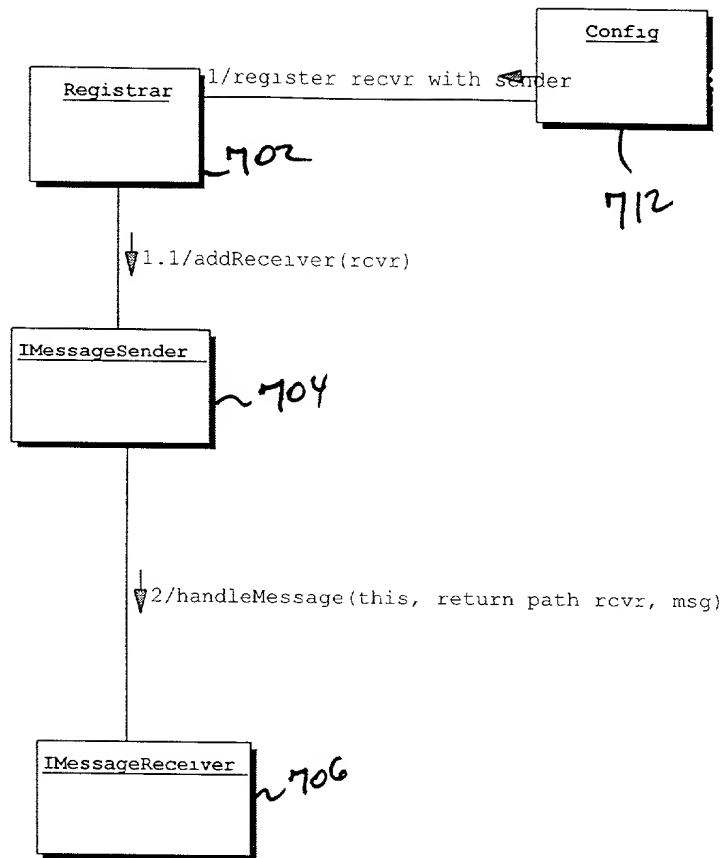 Config
1/register recvr with sender
Registrar
702
712
1.1/addReceiver(rcvr)
IMessageSender
704
2/handleMessage(this, return path rcvr, msg)
IMessageReceiver
706